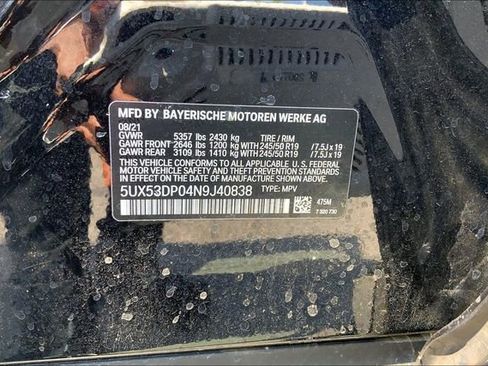 MFD BY BAYERISCHE MOTOREN WERKE AG
08/21
GVWR 5357 lbs 2430 kg TIRE / RIM
GAWR FRONT 2646 lbs 1200 kg WITH 245/50 R19 / 7.5J x 19
GAWR REAR 3109 lbs 1410 kg WITH 245/50 R19 / 7.5J x 19
THIS VEHICLE CONFORMS TO ALL APPLICABLE U. S. FEDERAL
MOTOR VEHICLE SAFETY AND THEFT PREVENTION STANDARDS
IN EFFECT ON THE DATE OF MANUFACTURE SHOWN ABOVE.
5UX53DP04N9J40838 TYPE: MPV
475M
7 920 730